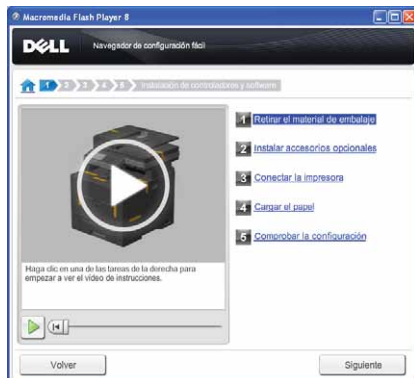 Macromedia Flash Player 8
DELL
Navegador de configuración fácil
1 2 3 4 5 Instalación de controladores y software
1 Retirar el material de embalaje
2 Instalar accesorios opcionales
3 Conectar la impresora
4 Cargar el papel
5 Comprobar la configuración
Haga clic en una de las tareas de la derecha para
empezar a ver el vídeo de instrucciones.
Volver
Siguiente